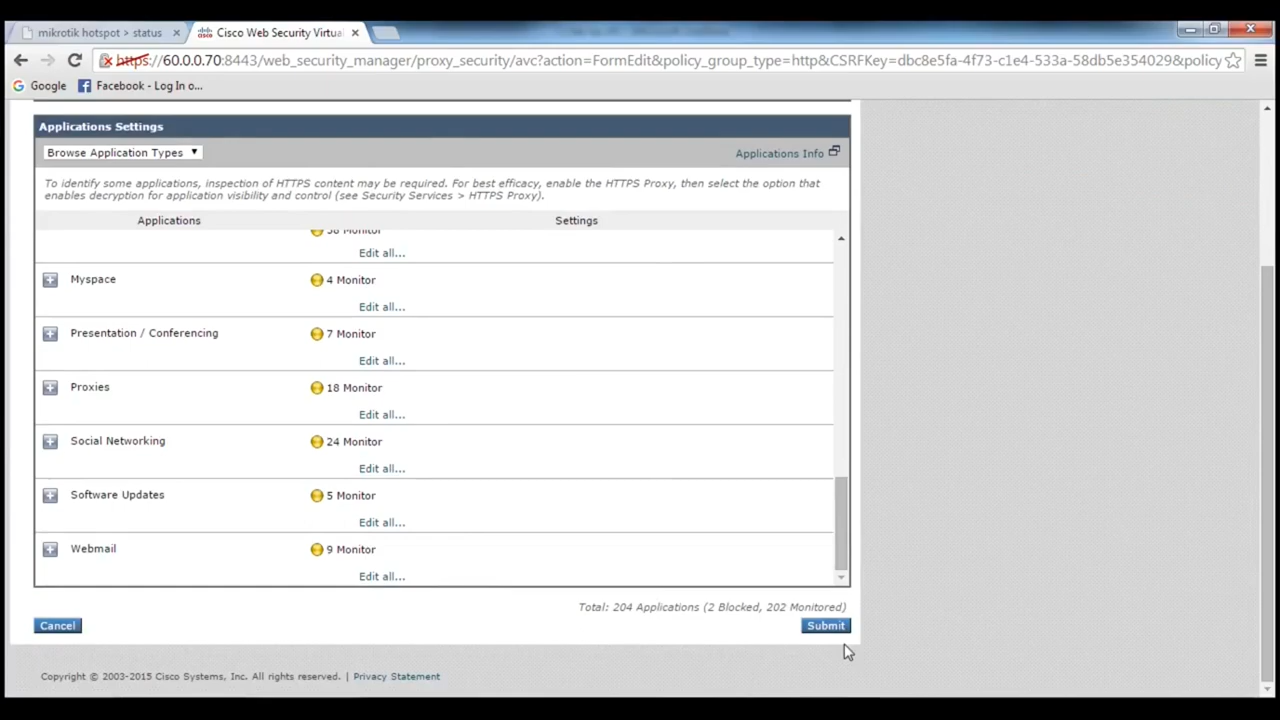 mikrotik hotspot > status
Cisco Web Security Virtual
https://60.0.0.70:8443/web_security_manager/proxy_security/avc?action=FormEdit&policy_group_type=http&CSRFKey=dbc8e5fa-4f73-c1e4-533a-58db5e354029&policy
Google
Facebook - Log In o...
Applications Settings
Browse Application Types
Applications Info
To identify some applications, inspection of HTTPS content may be required. For best efficacy, enable the HTTPS Proxy, then select the option that
enables decryption for application visibility and control (see Security Services > HTTPS Proxy).
Applications Settings
Monitor
Edit all...
Myspace 4 Monitor
Edit all...
Presentation / Conferencing 7 Monitor
Edit all...
Proxies 18 Monitor
Edit all...
Social Networking 24 Monitor
Edit all...
Software Updates 5 Monitor
Edit all...
Webmail 9 Monitor
Edit all...
Total: 204 Applications (2 Blocked, 202 Monitored)
Cancel Submit
Copyright © 2003-2015 Cisco Systems, Inc. All rights reserved. | Privacy Statement